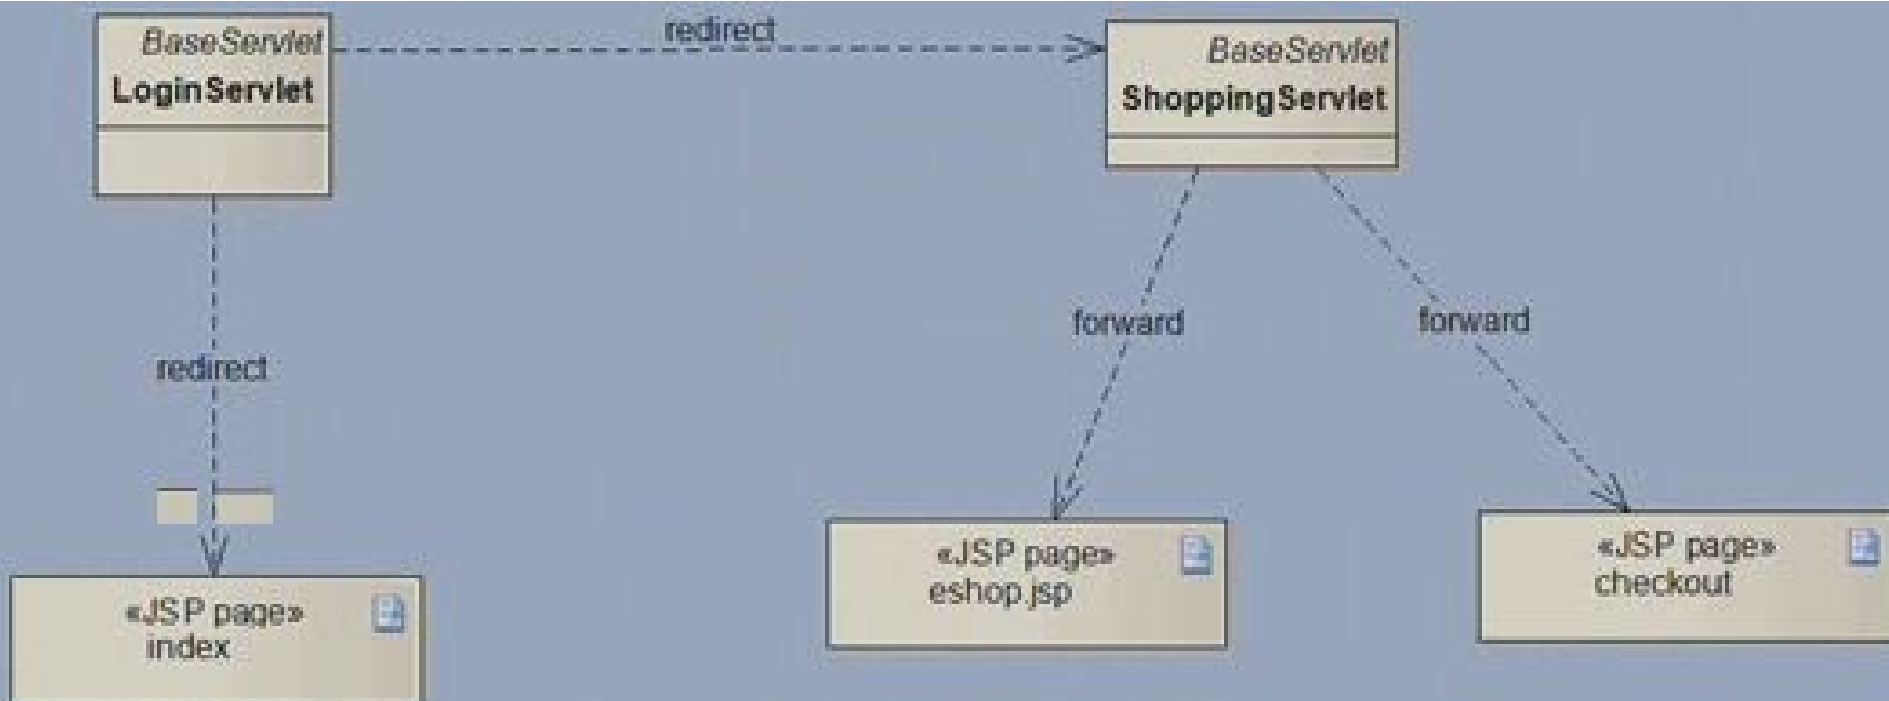 BaseServlet
LoginServlet
redirect
BaseServlet
ShoppingServlet
redirect
forward
forward
«JSP page»
index
«JSP page»
eshop.jsp
«JSP page»
checkout